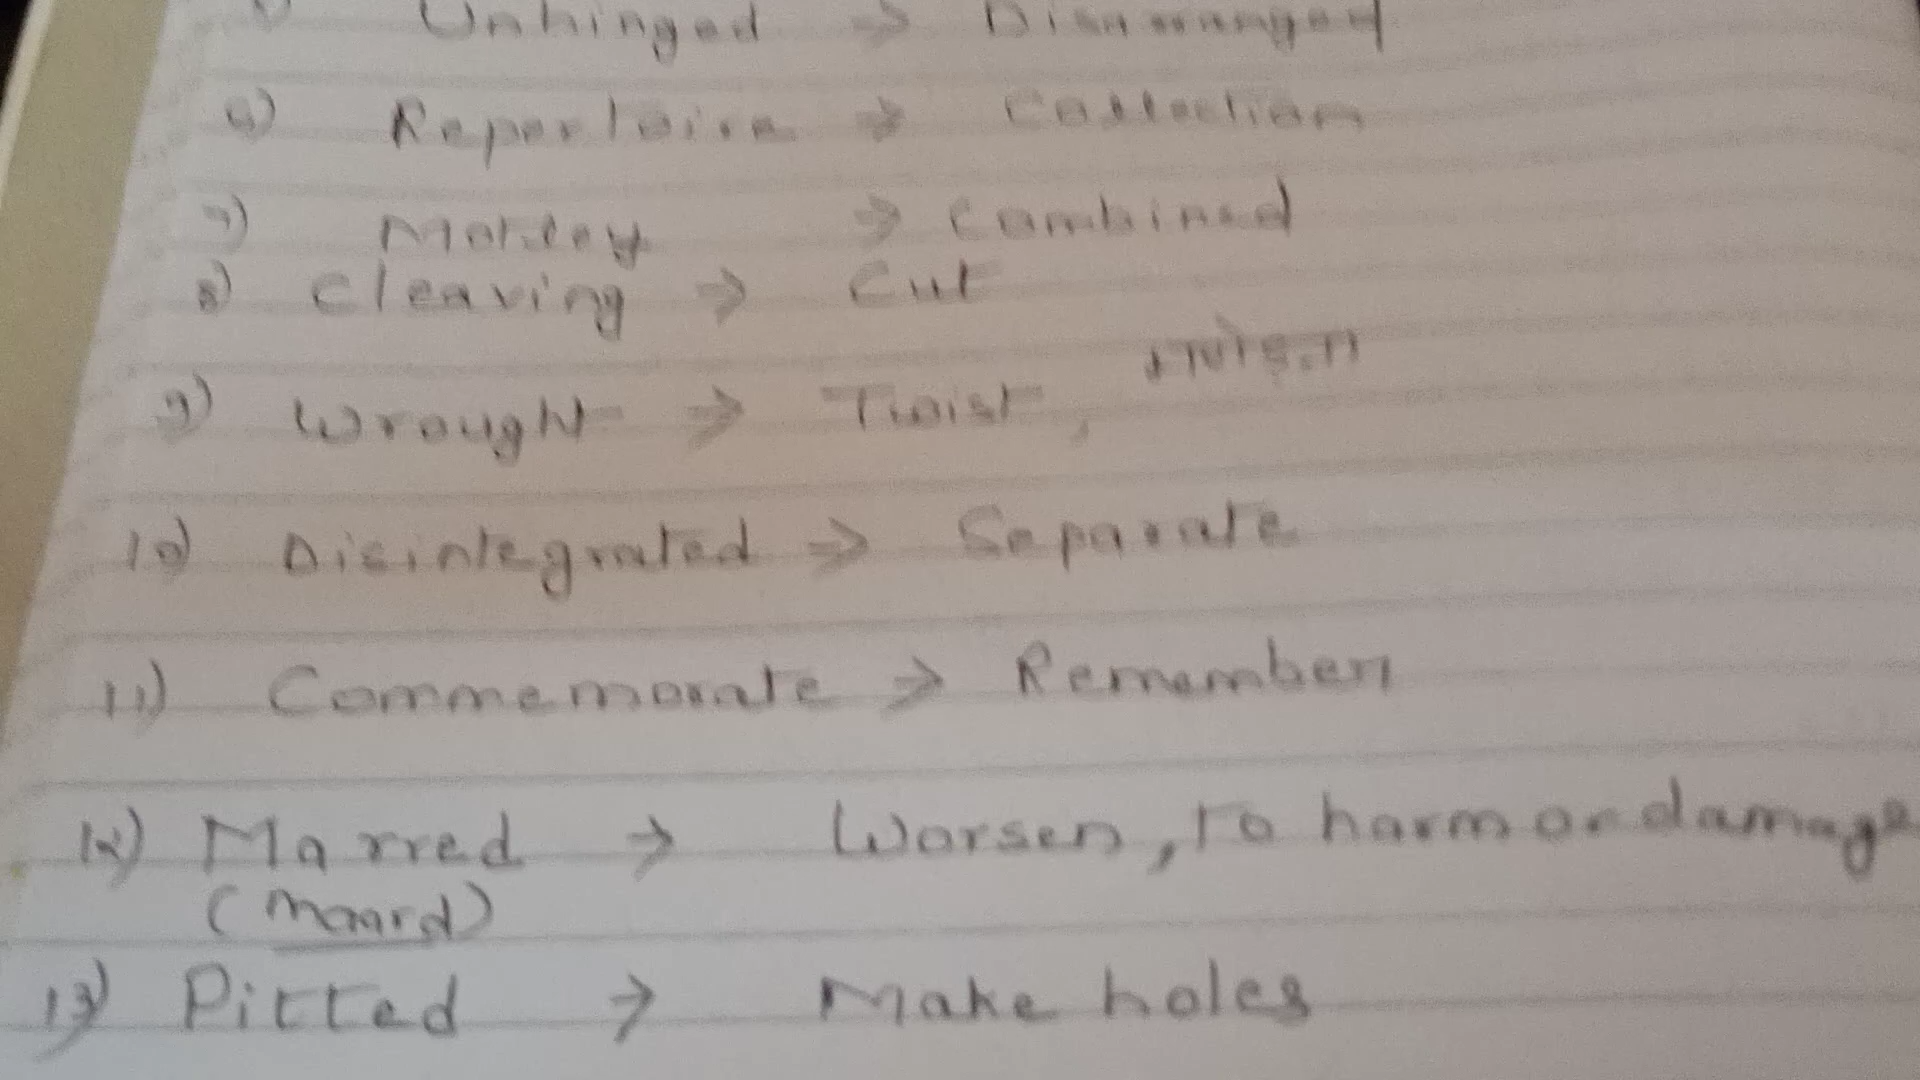 Unhinged →
6) Repertoire → Collection
7) Motley → Combined
8) Cleaving → Cut
9) Wrought → Twist,
10) Disintegrated → Separate
11) Commemorate → Remember
12) Marred → Worsen, To harm or damage
(maard)
13) Pitted → Make holes